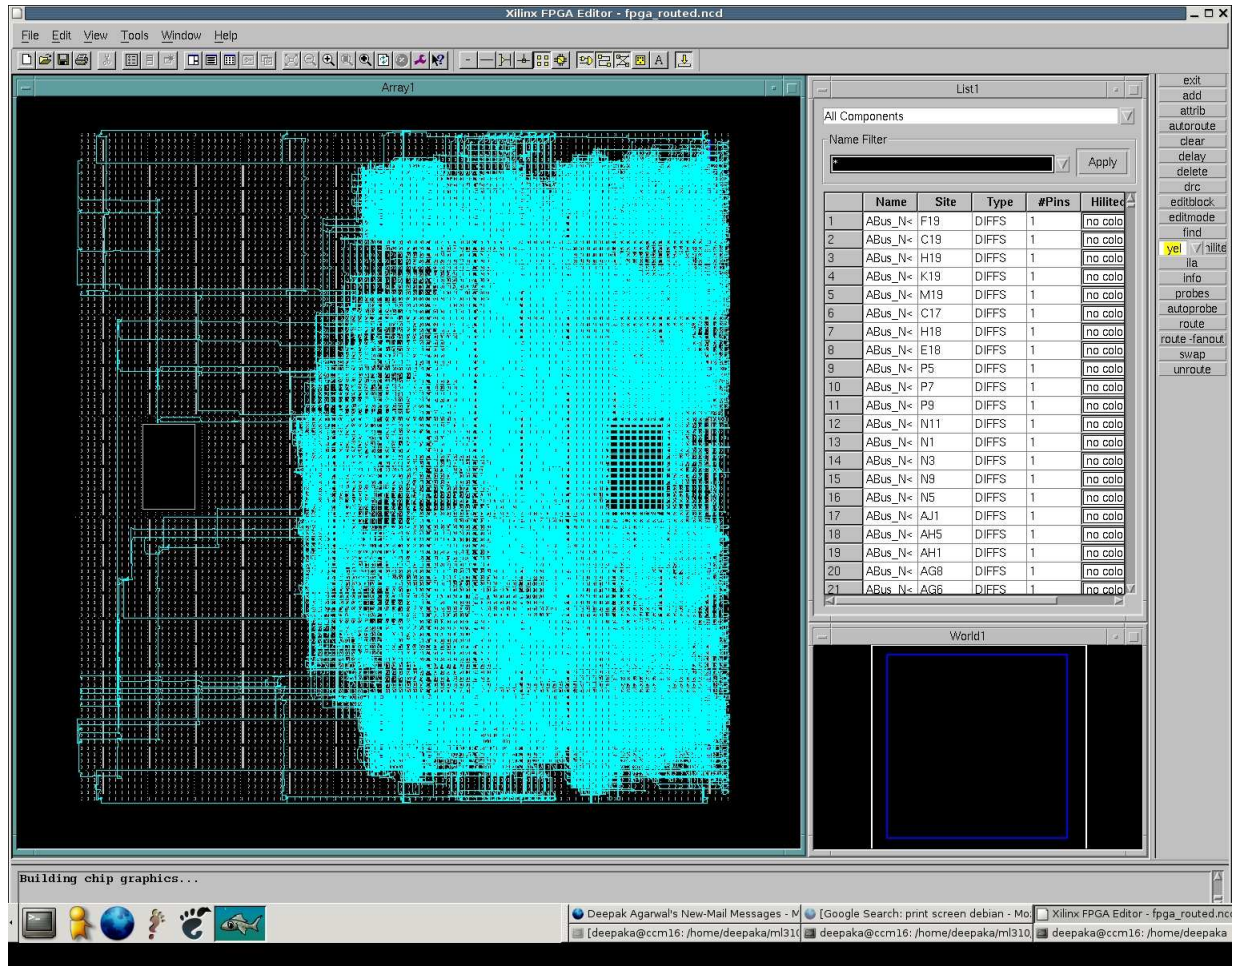 Xilinx FPGA Editor - fpga_routed.ncd
File Edit View Tools Window Help
Array1
List1
All Components
Name Filter
*
Apply
Name Site Type #Pins Hilited
1 ABus_N< F19 DIFFS 1 no colo
2 ABus_N< C19 DIFFS 1 no colo
3 ABus_N< H19 DIFFS 1 no colo
4 ABus_N< K19 DIFFS 1 no colo
5 ABus_N< M19 DIFFS 1 no colo
6 ABus_N< C17 DIFFS 1 no colo
7 ABus_N< H18 DIFFS 1 no colo
8 ABus_N< E18 DIFFS 1 no colo
9 ABus_N< P5 DIFFS 1 no colo
10 ABus_N< P7 DIFFS 1 no colo
11 ABus_N< P9 DIFFS 1 no colo
12 ABus_N< N11 DIFFS 1 no colo
13 ABus_N< N1 DIFFS 1 no colo
14 ABus_N< N3 DIFFS 1 no colo
15 ABus_N< N9 DIFFS 1 no colo
16 ABus_N< N5 DIFFS 1 no colo
17 ABus_N< AJ1 DIFFS 1 no colo
18 ABus_N< AH5 DIFFS 1 no colo
19 ABus_N< AH1 DIFFS 1 no colo
20 ABus_N< AG8 DIFFS 1 no colo
21 ABus_N< AG6 DIFFS 1 no colo
World1
exit
add
attrib
autoroute
clear
delay
delete
drc
editblock
editmode
find
yel hilite
ila
info
probes
autoprobe
route
route -fanout
swap
unroute
Building chip graphics...
Deepak Agarwal's New-Mail Messages - M
[Google Search: print screen debian - Mo:
Xilinx FPGA Editor - fpga_routed.ncd
[deepaka@ccm16: /home/deepaka/ml310
deepaka@ccm16: /home/deepaka/ml310,
deepaka@ccm16: /home/deepaka